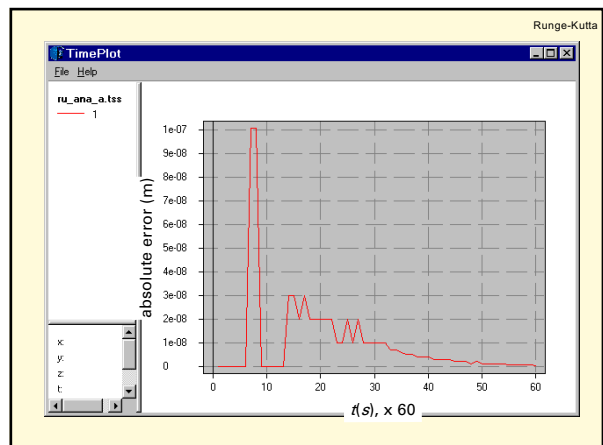 Runge-Kutta
TimePlot
File Help
ru_ana_a.tss
1
1e-07
9e-08
8e-08
7e-08
6e-08
5e-08
4e-08
3e-08
2e-08
1e-08
0
absolute error (m)
0 10 20 30 40 50 60
t(s), x 60
x:
y:
z:
t: